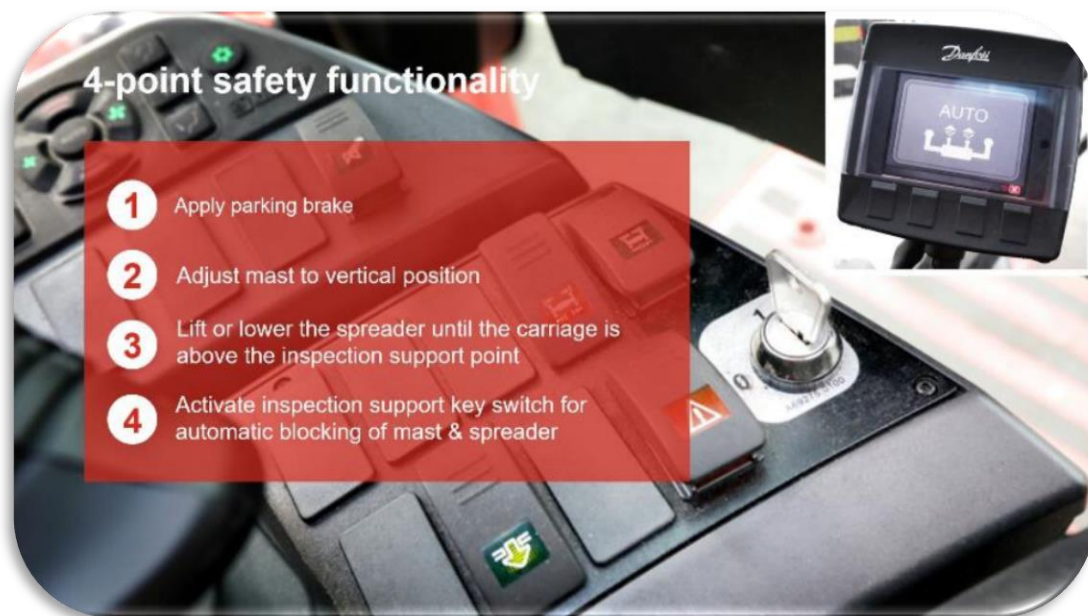 4-point safety functionality
1 Apply parking brake
2 Adjust mast to vertical position
3 Lift or lower the spreader until the carriage is
above the inspection support point
4 Activate inspection support key switch for
automatic blocking of mast & spreader
Danfoss
AUTO
1
0